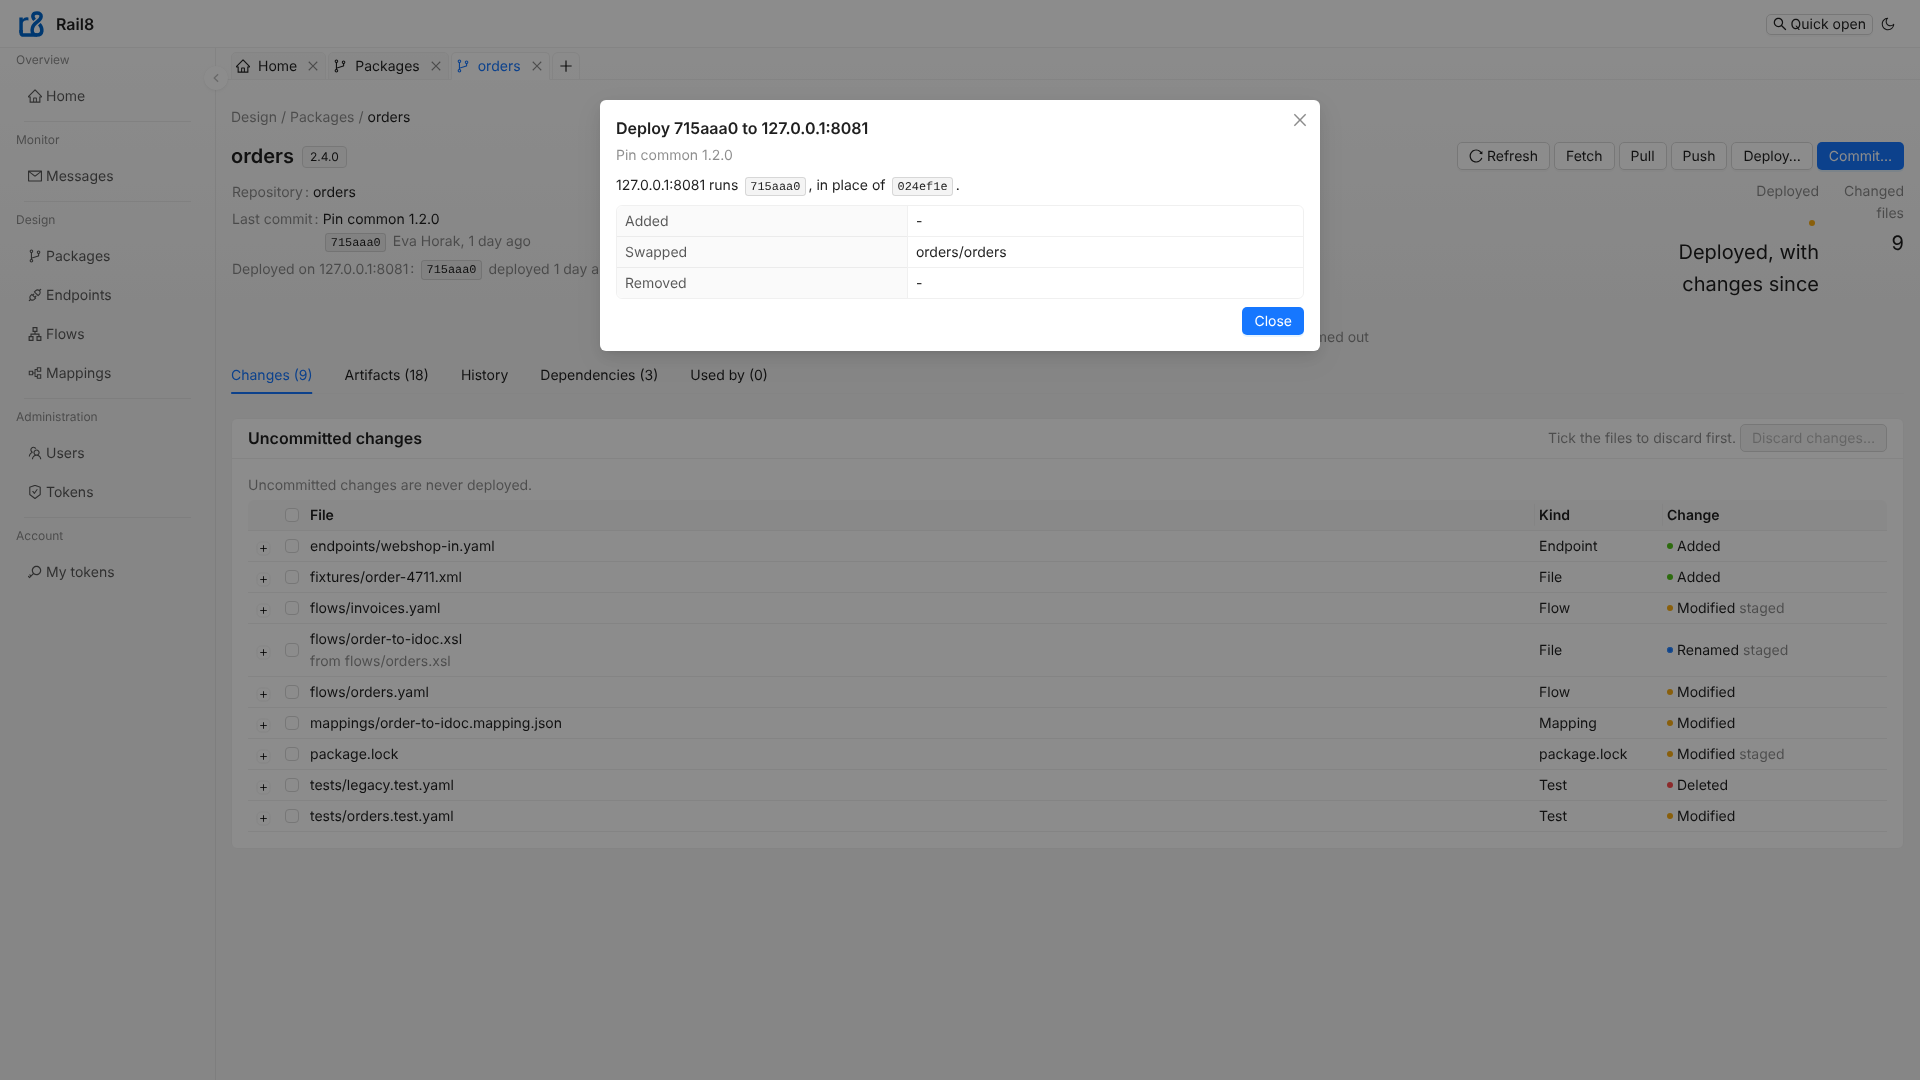 Rail8
Quick open
Overview
Home
Monitor
Messages
Design
Packages
Endpoints
Flows
Mappings
Administration
Users
Tokens
Account
My tokens
Home
Packages
orders
Design / Packages / orders
orders 2.4.0
Refresh
Fetch
Pull
Push
Deploy...
Commit...
Repository: orders
Last commit: Pin common 1.2.0
715aaa0 Eva Horak, 1 day ago
Deployed on 127.0.0.1:8081: 715aaa0 deployed 1 day a
Deployed
Deployed, with
changes since
Changed
files
9
Deploy 715aaa0 to 127.0.0.1:8081
Pin common 1.2.0
127.0.0.1:8081 runs 715aaa0, in place of 024ef1e.
Added -
Swapped orders/orders
Removed -
Close
out
Changes (9)
Artifacts (18)
History
Dependencies (3)
Used by (0)
Uncommitted changes
Tick the files to discard first.
Discard changes...
Uncommitted changes are never deployed.
File Kind Change
+ endpoints/webshop-in.yaml Endpoint Added
+ fixtures/order-4711.xml File Added
+ flows/invoices.yaml Flow Modified staged
+ flows/order-to-idoc.xsl File Renamed staged
from flows/orders.xsl
+ flows/orders.yaml Flow Modified
+ mappings/order-to-idoc.mapping.json Mapping Modified
+ package.lock package.lock Modified staged
+ tests/legacy.test.yaml Test Deleted
+ tests/orders.test.yaml Test Modified